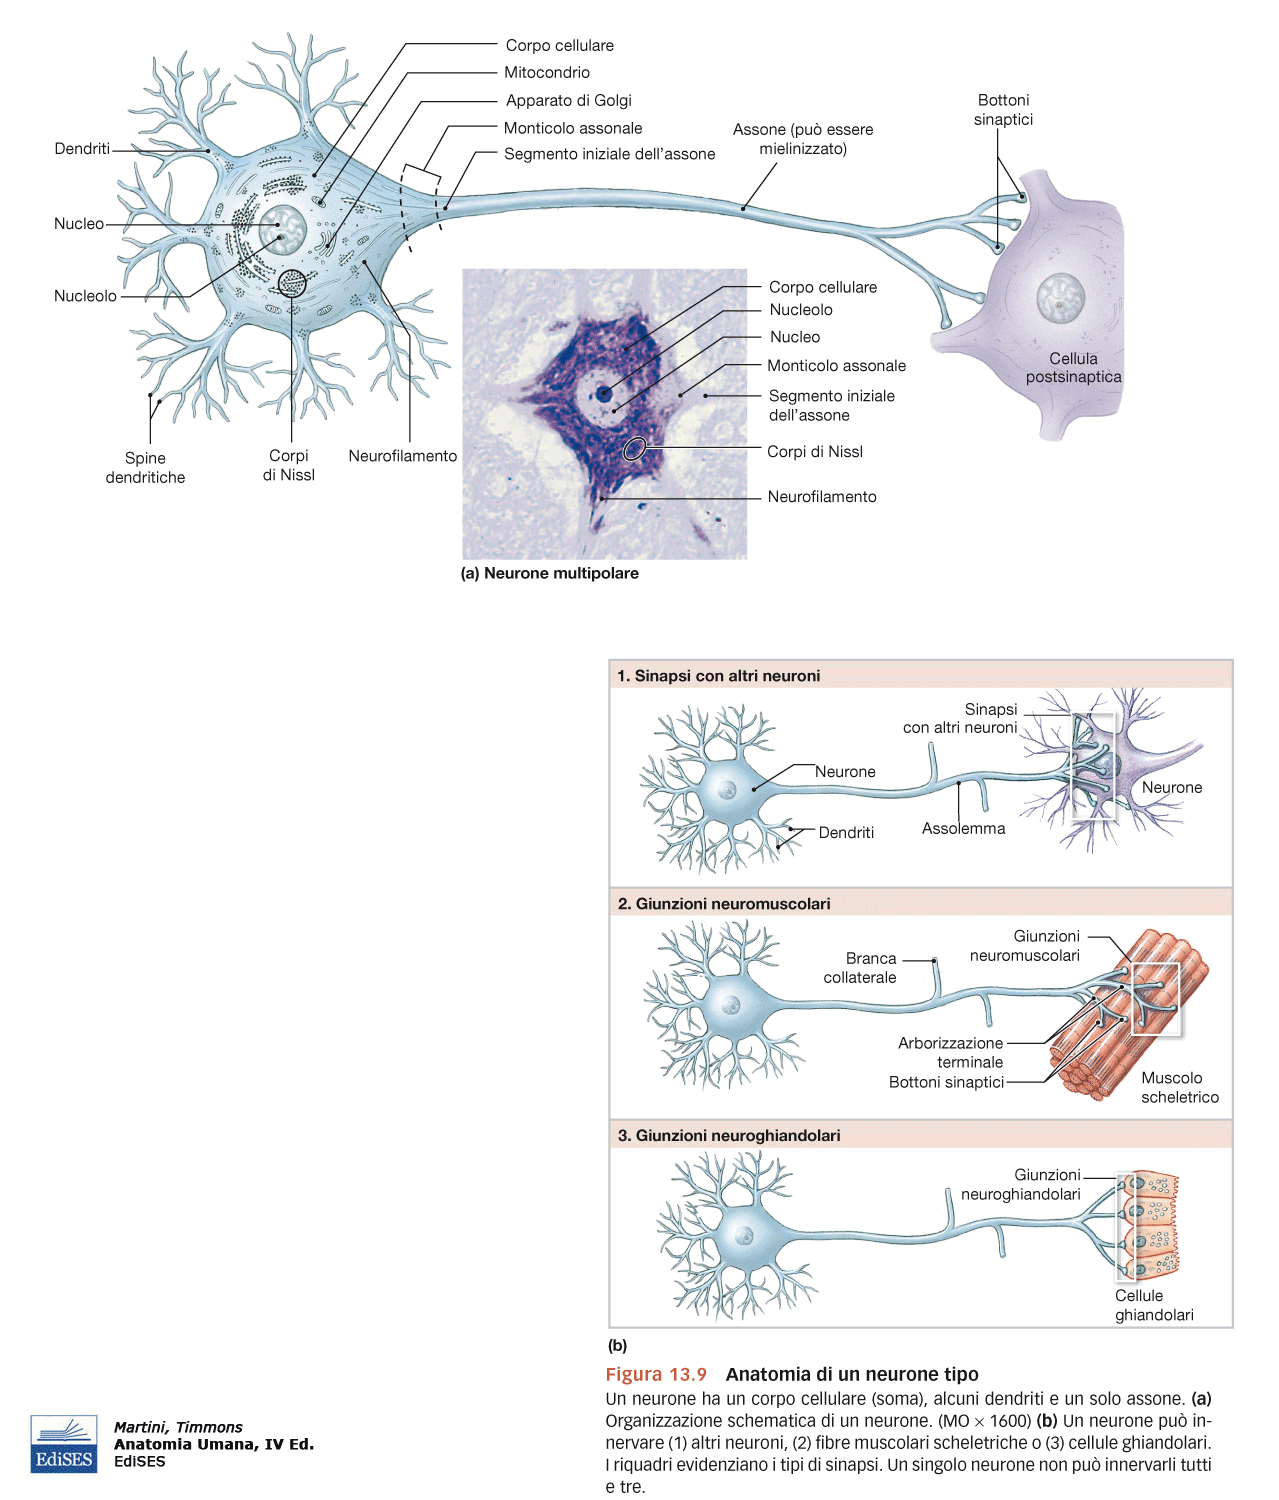 Corpo cellulare
Mitocondrio
Apparato di Golgi
Monticolo assonale
Segmento iniziale dell'assone
Dendriti
Nucleo
Nucleolo
Spine
dendritiche
Corpi
di Nissl
Neurofilamento
Assone (può essere
mielinizzato)
Bottoni
sinaptici
Cellula
postsinaptica
Corpo cellulare
Nucleolo
Nucleo
Monticolo assonale
Segmento iniziale
dell'assone
Corpi di Nissl
Neurofilamento
(a) Neurone multipolare
1. Sinapsi con altri neuroni
Sinapsi
con altri neuroni
Neurone
Dendriti
Assolemma
Neurone
2. Giunzioni neuromuscolari
Giunzioni
neuromuscolari
Branca
collaterale
Arborizzazione
terminale
Bottoni sinaptici
Muscolo
scheletrico
3. Giunzioni neuroghiandolari
Giunzioni
neuroghiandolari
Cellule
ghiandolari
(b)
Figura 13.9 Anatomia di un neurone tipo
Un neurone ha un corpo cellulare (soma), alcuni dendriti e un solo assone. (a)
Organizzazione schematica di un neurone. (MO × 1600) (b) Un neurone può in-
nervare (1) altri neuroni, (2) fibre muscolari scheletriche o (3) cellule ghiandolari.
I riquadri evidenziano i tipi di sinapsi. Un singolo neurone non può innervarli tutti
e tre.
EdiSES
Martini, Timmons
Anatomia Umana, IV Ed.
EdiSES